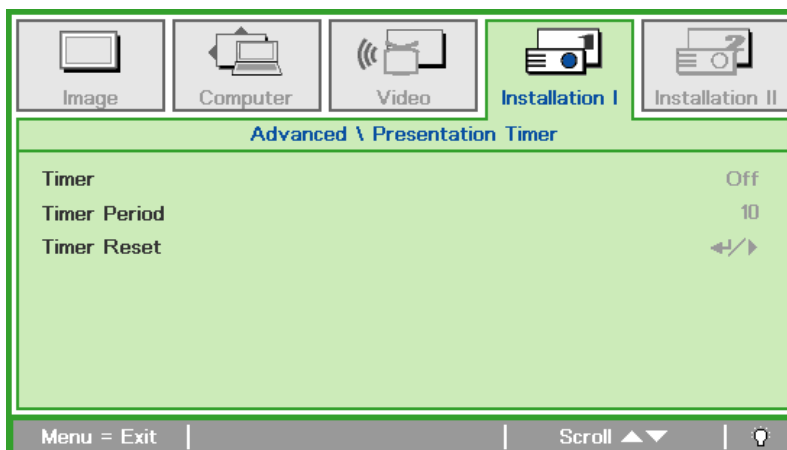 Image Computer Video Installation I Installation II
Advanced \ Presentation Timer
Timer Off
Timer Period 10
Timer Reset
Menu = Exit Scroll